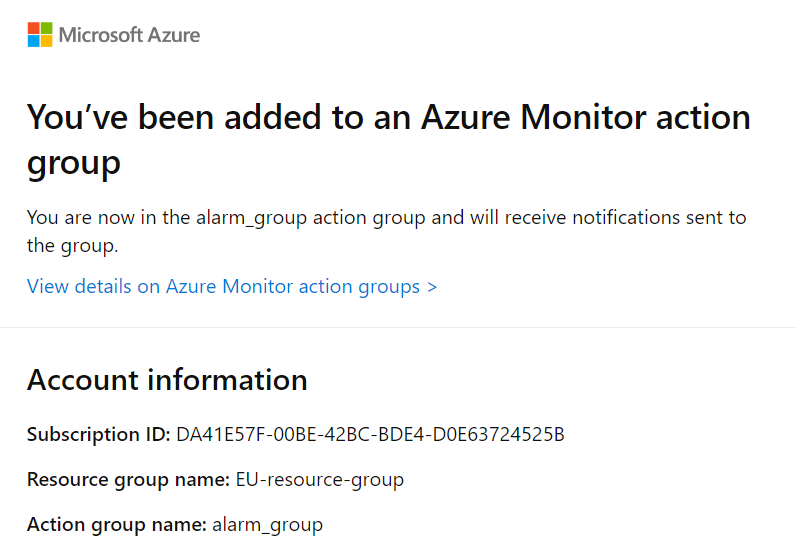 Microsoft Azure
You’ve been added to an Azure Monitor action
group
You are now in the alarm_group action group and will receive notifications sent to
the group.
View details on Azure Monitor action groups >
Account information
Subscription ID: DA41E57F-00BE-42BC-BDE4-D0E63724525B
Resource group name: EU-resource-group
Action group name: alarm_group